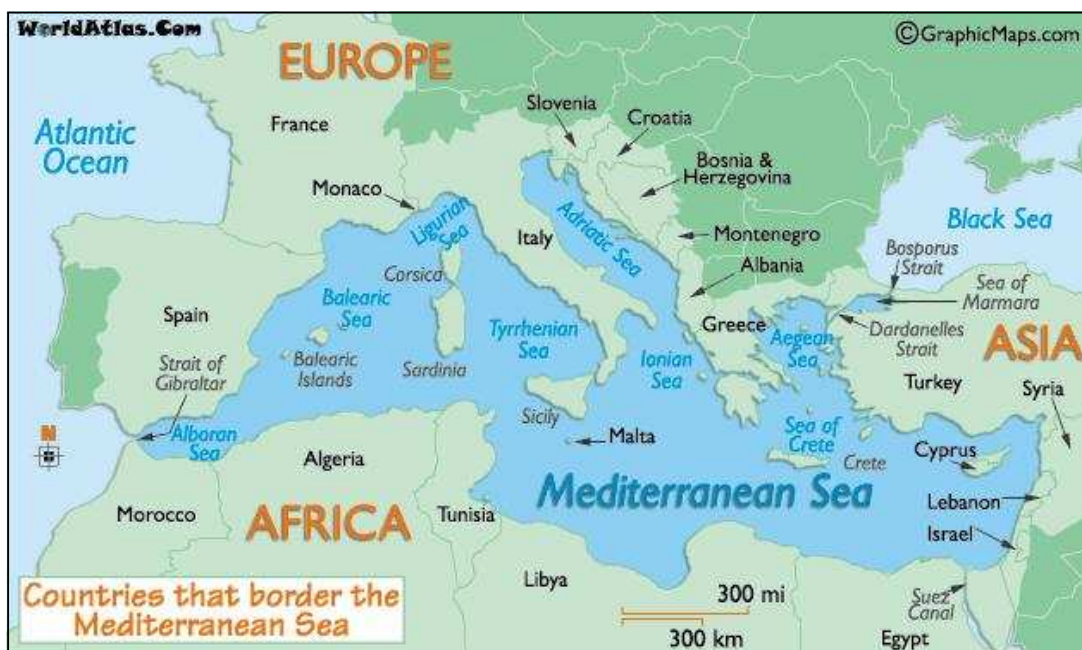 WorldAtlas.Com
©GraphicMaps.com
EUROPE
Slovenia
Croatia
France
Atlantic
Ocean
Bosnia &
Herzegovina
Monaco
Ligurian
Sea
Adriatic Sea
Italy
Montenegro
Black Sea
Bosporus
Strait
Albania
Corsica
Sea of
Marmara
Balearic
Sea
Spain
Tyrrhenian
Sea
Greece
Aegean
Sea
Dardanelles
Strait
ASIA
Strait of
Gibraltar
Balearic
Islands
Sardinia
Ionian
Sea
Turkey
Syria
Sicily
N
Alboran
Sea
Malta
Sea of
Crete
Crete
Cyprus
Algeria
Mediterranean Sea
Lebanon
Morocco
AFRICA
Tunisia
Israel
Libya
300 mi
300 km
Suez
Canal
Egypt
Countries that border the
Mediterranean Sea